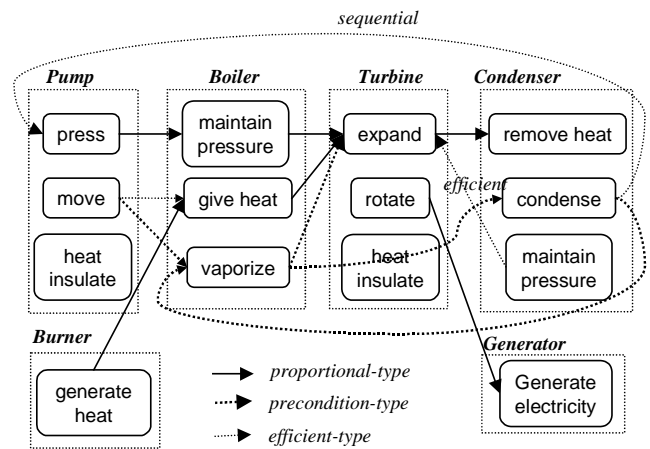 sequential
Pump
Boiler
Turbine
Condenser
press
maintain
pressure
expand
remove heat
efficient
move
give heat
rotate
condense
heat
insulate
vaporize
heat
insulate
maintain
pressure
Burner
Generator
generate
heat
proportional-type
precondition-type
efficient-type
Generate
electricity